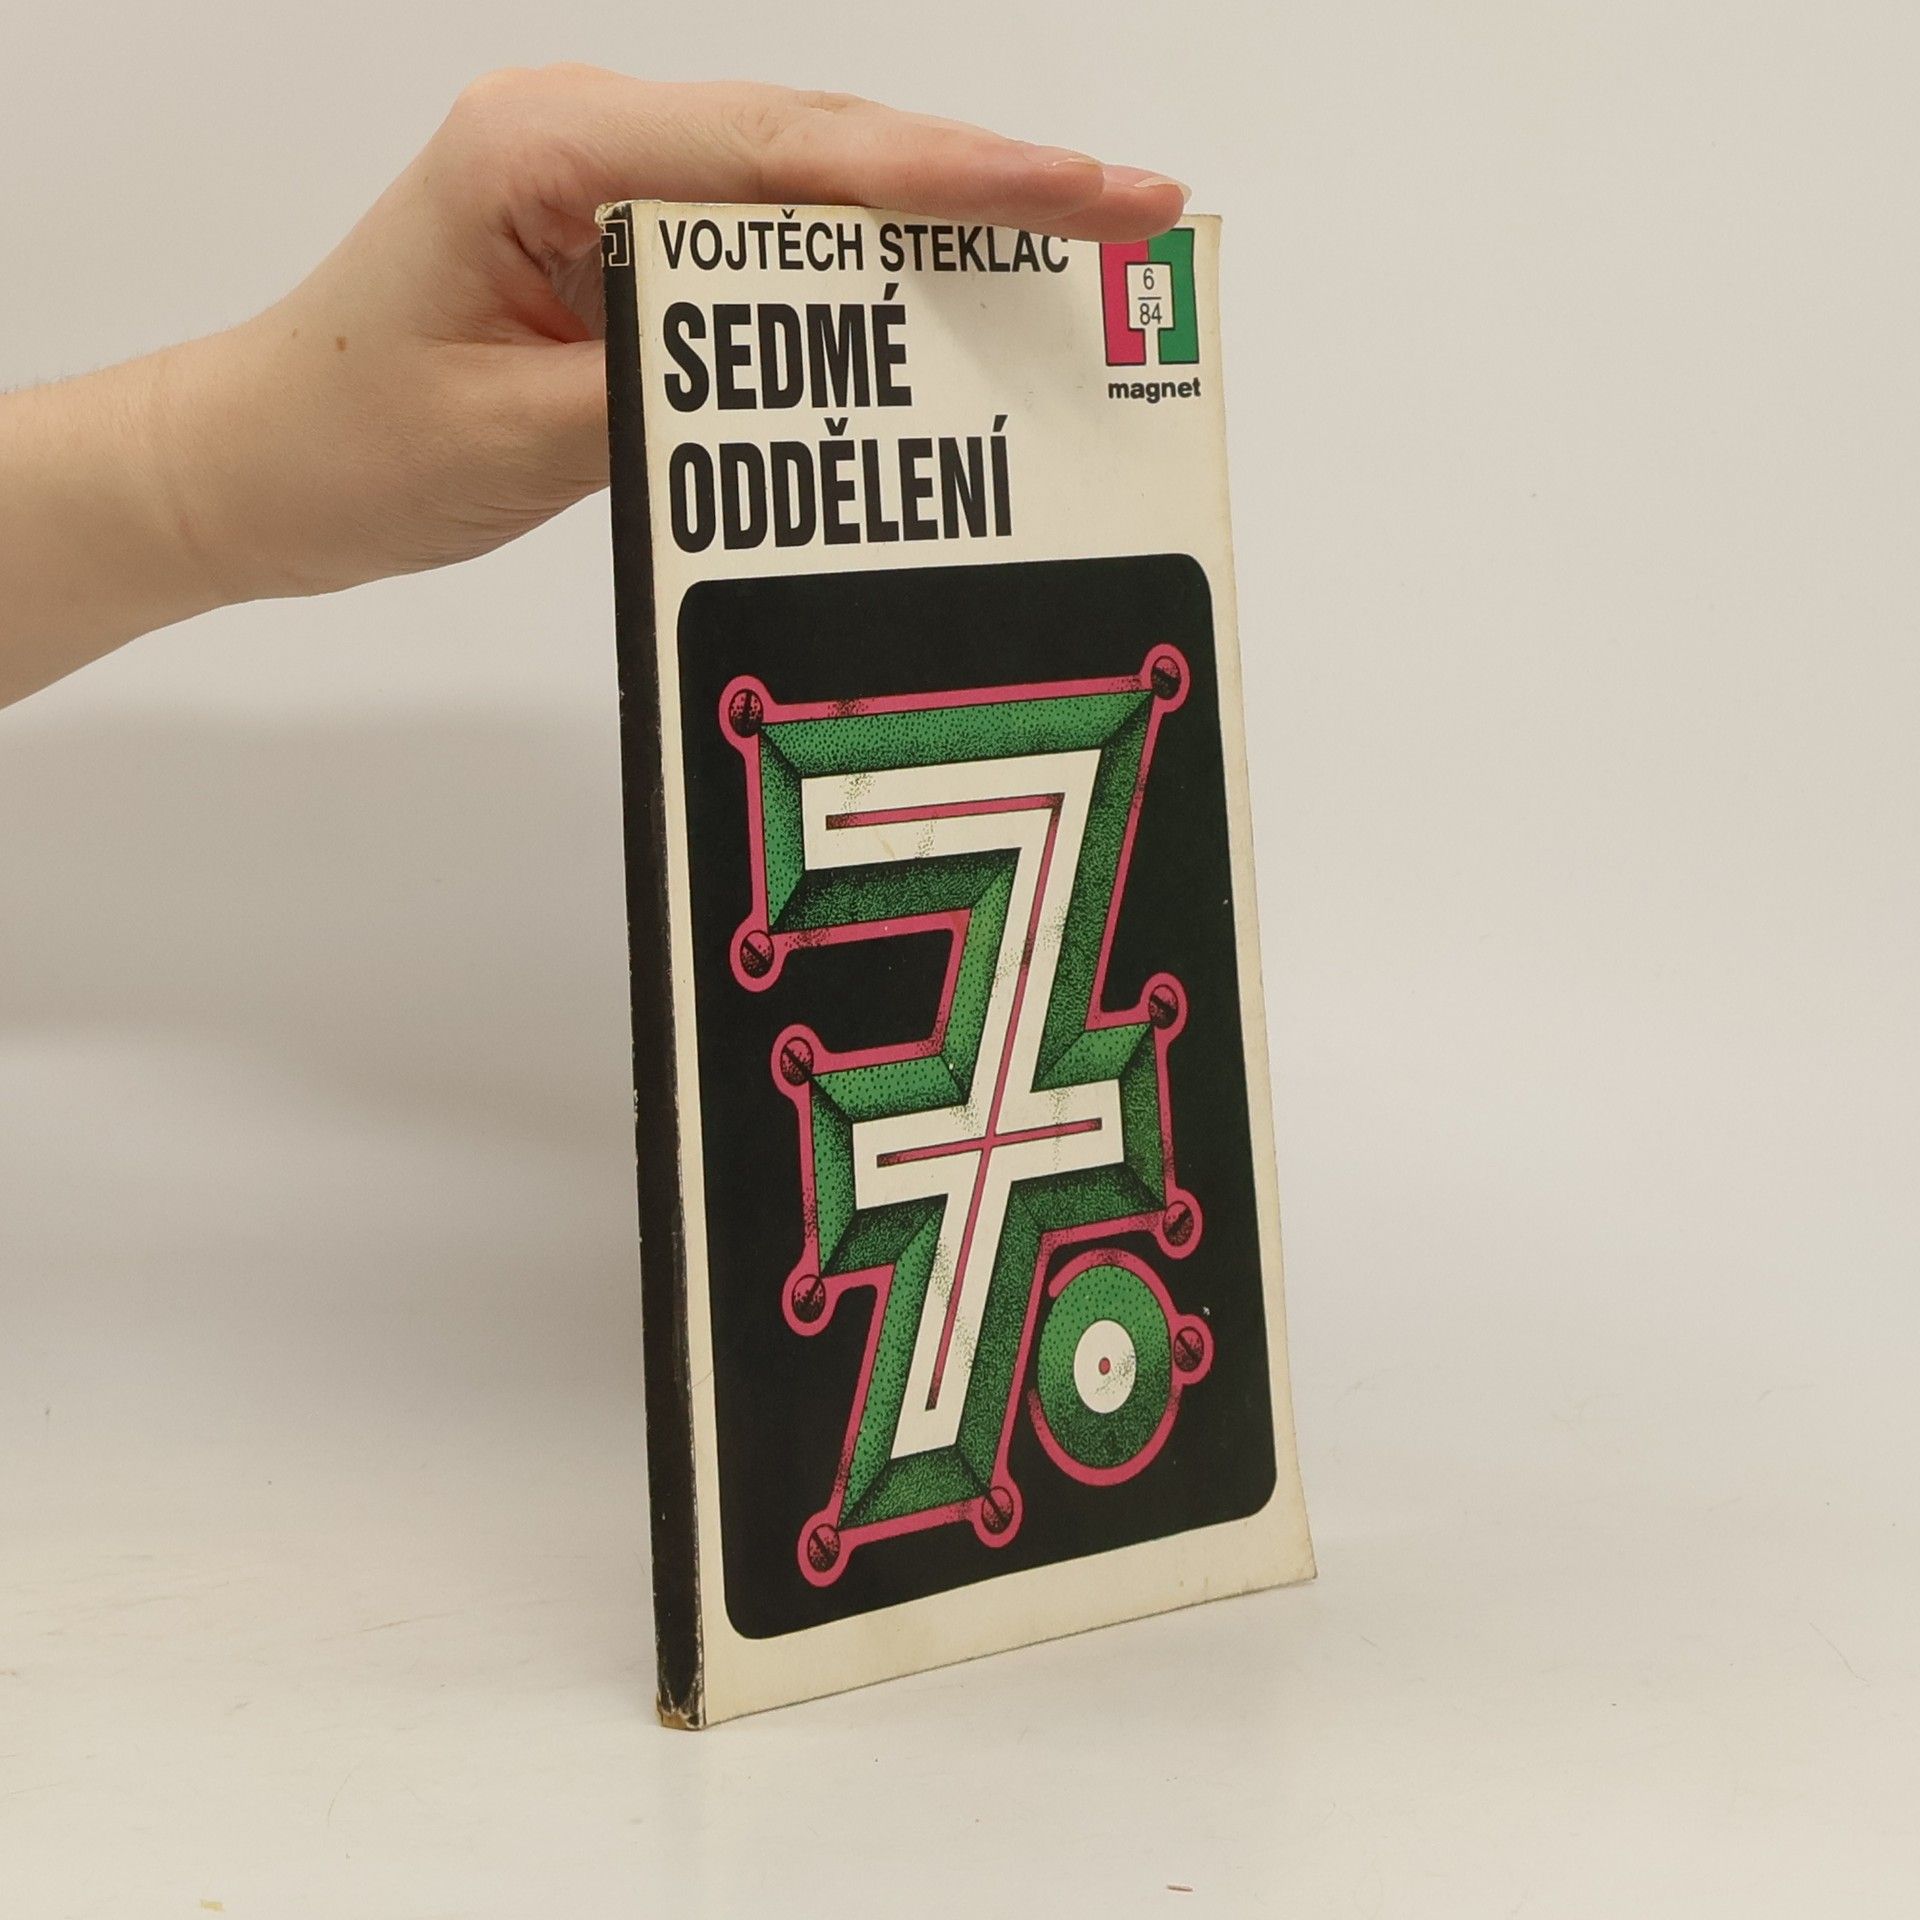 VOJTĚCH STEKLAČ
SEDMÉ
ODDĚLENÍ
6
84
magnet
7.